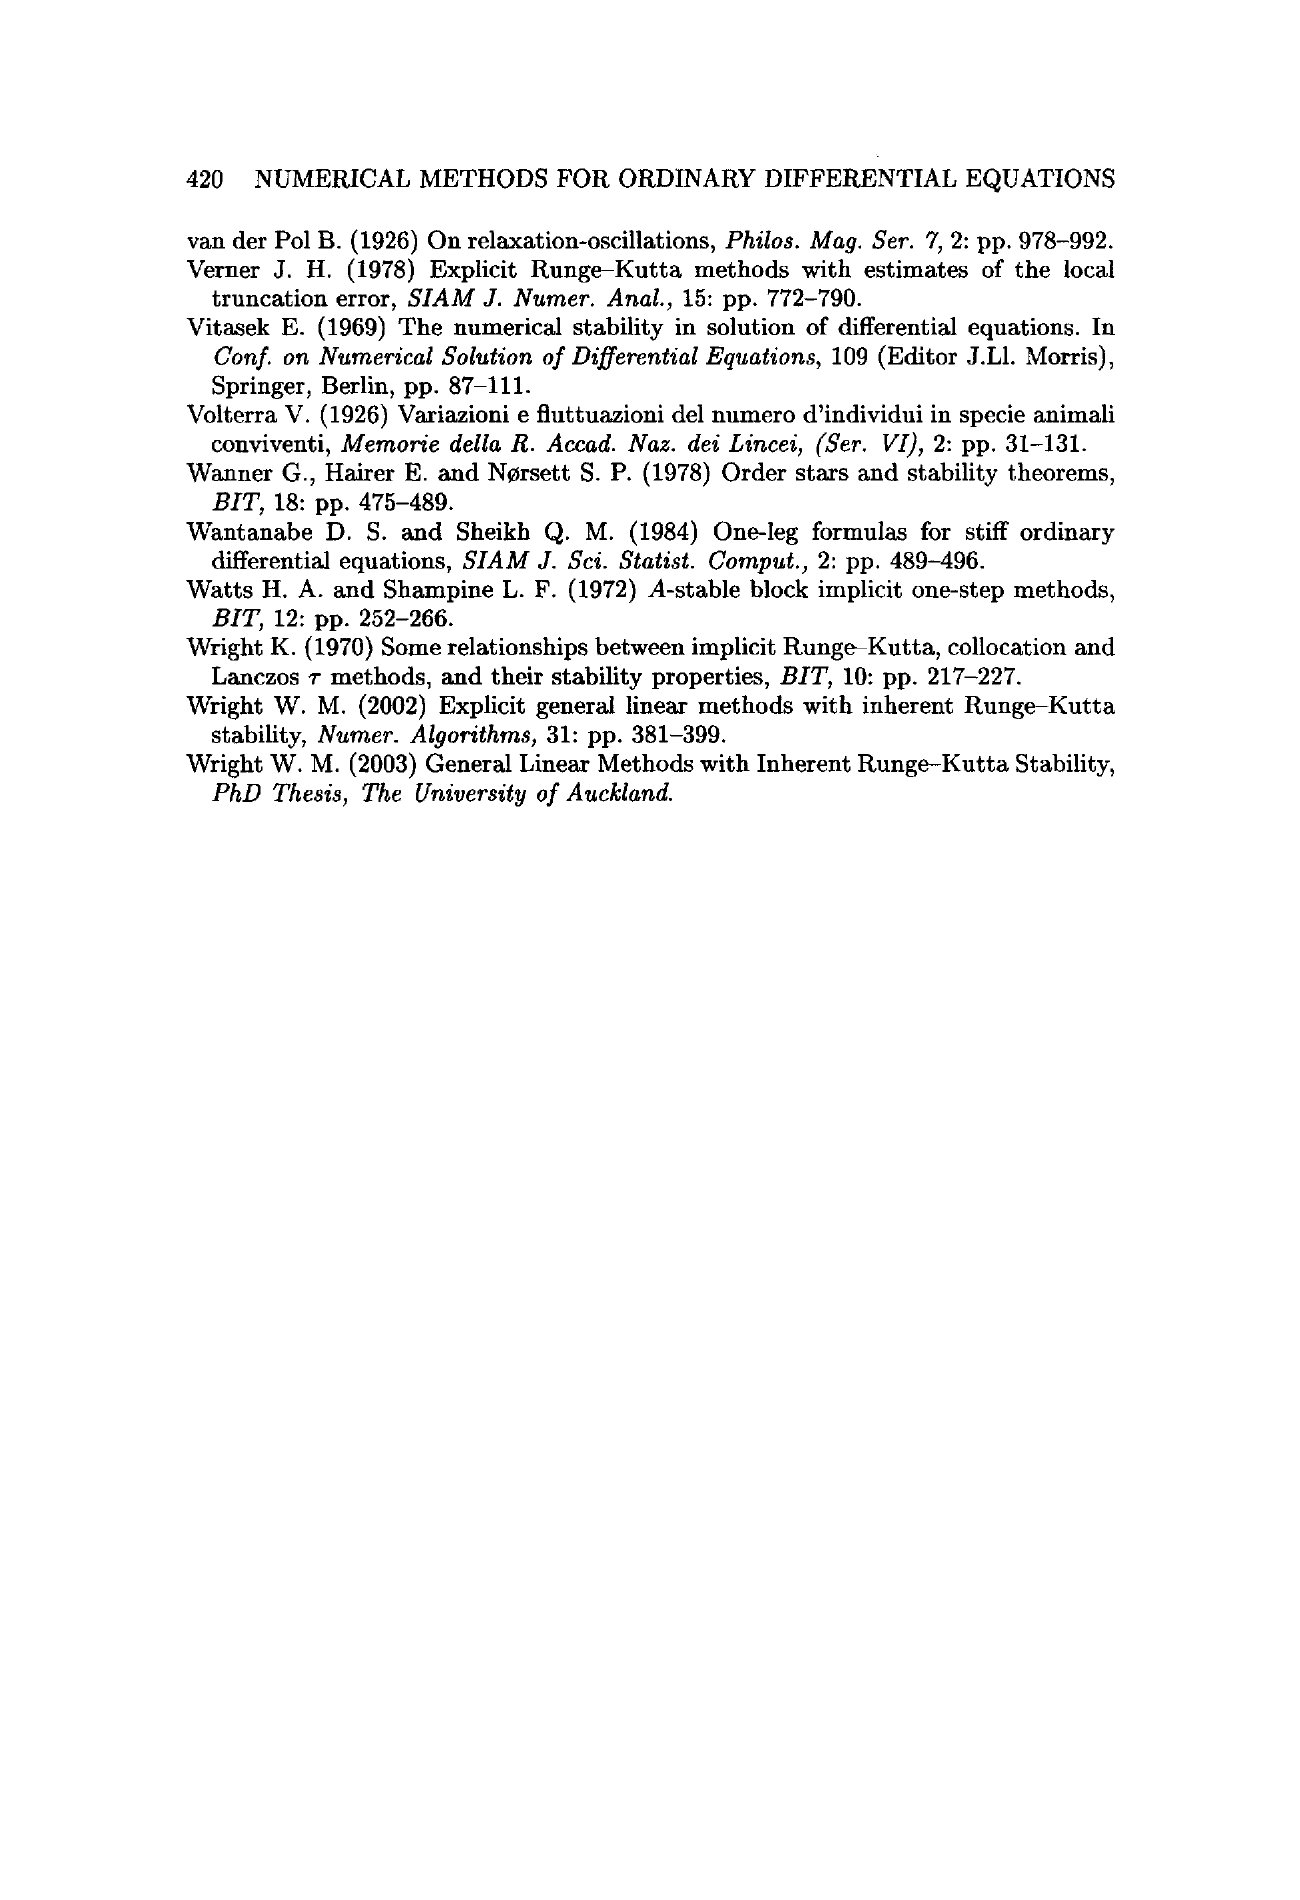 420 NUMERICAL METHODS FOR ORDINARY DIFFERENTIAL EQUATIONS
van der Pol B. (1926) On relaxation-oscillations, Philos. Mag. Ser. 7, 2: pp. 978–992.
Verner J. H. (1978) Explicit Runge–Kutta methods with estimates of the local
truncation error, SIAM J. Numer. Anal., 15: pp. 772–790.
Vitasek E. (1969) The numerical stability in solution of differential equations. In
Conf. on Numerical Solution of Differential Equations, 109 (Editor J.Ll. Morris),
Springer, Berlin, pp. 87–111.
Volterra V. (1926) Variazioni e fluttuazioni del numero d'individui in specie animali
conviventi, Memorie della R. Accad. Naz. dei Lincei, (Ser. VI), 2: pp. 31–131.
Wanner G., Hairer E. and Nørsett S. P. (1978) Order stars and stability theorems,
BIT, 18: pp. 475–489.
Wantanabe D. S. and Sheikh Q. M. (1984) One-leg formulas for stiff ordinary
differential equations, SIAM J. Sci. Statist. Comput., 2: pp. 489–496.
Watts H. A. and Shampine L. F. (1972) A-stable block implicit one-step methods,
BIT, 12: pp. 252–266.
Wright K. (1970) Some relationships between implicit Runge–Kutta, collocation and
Lanczos τ methods, and their stability properties, BIT, 10: pp. 217–227.
Wright W. M. (2002) Explicit general linear methods with inherent Runge–Kutta
stability, Numer. Algorithms, 31: pp. 381–399.
Wright W. M. (2003) General Linear Methods with Inherent Runge–Kutta Stability,
PhD Thesis, The University of Auckland.